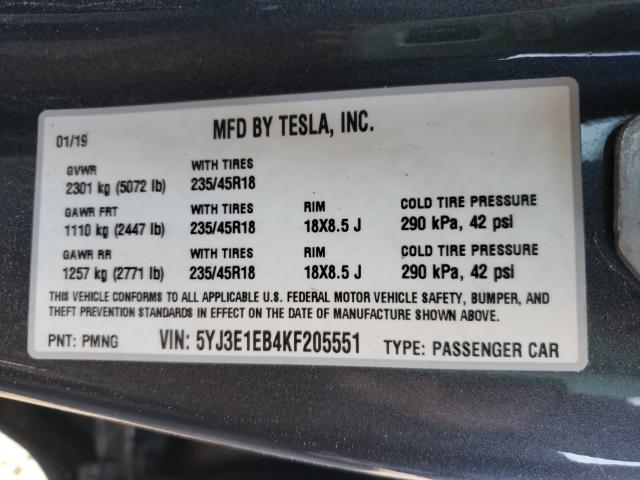 01/19 MFD BY TESLA, INC.
GVWR WITH TIRES
2301 kg (5072 lb) 235/45R18
GAWR FRT WITH TIRES RIM COLD TIRE PRESSURE
1110 kg (2447 lb) 235/45R18 18X8.5 J 290 kPa, 42 psi
GAWR RR WITH TIRES RIM COLD TIRE PRESSURE
1257 kg (2771 lb) 235/45R18 18X8.5 J 290 kPa, 42 psi
THIS VEHICLE CONFORMS TO ALL APPLICABLE U.S. FEDERAL MOTOR VEHICLE SAFETY, BUMPER, AND
THEFT PREVENTION STANDARDS IN EFFECT ON THE DATE OF MANUFACTURE SHOWN ABOVE.
PNT: PMNG VIN: 5YJ3E1EB4KF205551 TYPE: PASSENGER CAR